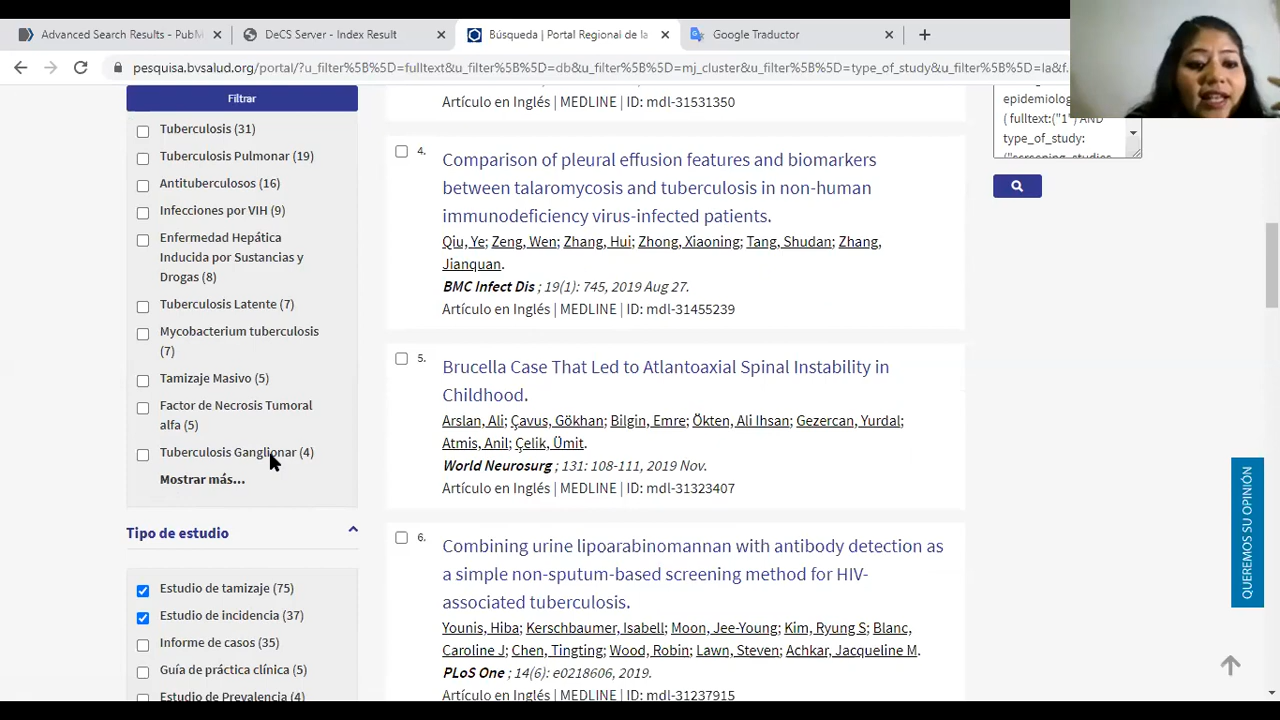 Advanced Search Results - PubM
DeCS Server - Index Result
Búsqueda | Portal Regional de la
Google Traductor
pesquisa.bvsalud.org/portal/?u_filter%5B%5D=fulltext&u_filter%5B%5D=db&u_filter%5B%5D=mj_cluster&u_filter%5B%5D=type_of_study&u_filter%5B%5D=la&f.
Filtrar
Tuberculosis (31)
Tuberculosis Pulmonar (19)
Antituberculosos (16)
Infecciones por VIH (9)
Enfermedad Hepática
Inducida por Sustancias y
Drogas (8)
Tuberculosis Latente (7)
Mycobacterium tuberculosis
(7)
Tamizaje Masivo (5)
Factor de Necrosis Tumoral
alfa (5)
Tuberculosis Ganglionar (4)
Mostrar más...
Tipo de estudio
Estudio de tamizaje (75)
Estudio de incidencia (37)
Informe de casos (35)
Guía de práctica clínica (5)
Estudio de Prevalencia (4)
Artículo en Inglés | MEDLINE | ID: mdl-31531350
4.
Comparison of pleural effusion features and biomarkers
between talaromycosis and tuberculosis in non-human
immunodeficiency virus-infected patients.
Qiu, Ye; Zeng, Wen; Zhang, Hui; Zhong, Xiaoning; Tang, Shudan; Zhang,
Jianquan.
BMC Infect Dis ; 19(1): 745, 2019 Aug 27.
Artículo en Inglés | MEDLINE | ID: mdl-31455239
5.
Brucella Case That Led to Atlantoaxial Spinal Instability in
Childhood.
Arslan, Ali; Çavus, Gökhan; Bilgin, Emre; Ökten, Ali Ihsan; Gezercan, Yurdal;
Atmis, Anil; Çelik, Ümit.
World Neurosurg ; 131: 108-111, 2019 Nov.
Artículo en Inglés | MEDLINE | ID: mdl-31323407
6.
Combining urine lipoarabinomannan with antibody detection as
a simple non-sputum-based screening method for HIV-
associated tuberculosis.
Younis, Hiba; Kerschbaumer, Isabell; Moon, Jee-Young; Kim, Ryung S; Blanc,
Caroline J; Chen, Tingting; Wood, Robin; Lawn, Steven; Achkar, Jacqueline M.
PLoS One ; 14(6): e0218606, 2019.
Artículo en Inglés | MEDLINE | ID: mdl-31237915
epidemiolog
( fulltext:("1") AND
type_of_study:
("screening_studies
QUEREMOS SU OPINIÓN